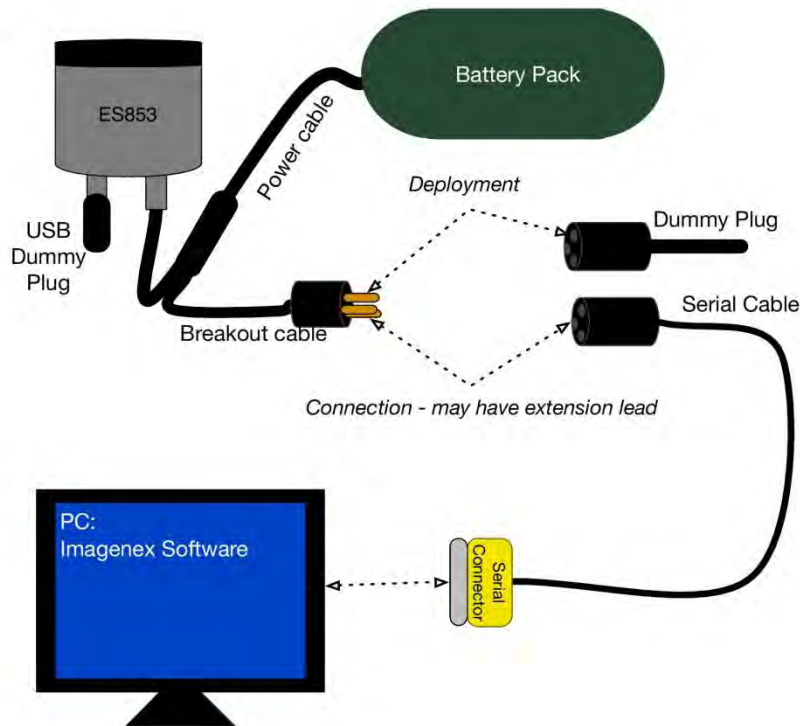 ES853
Battery Pack
Power cable
Deployment
USB
Dummy
Plug
Dummy Plug
Breakout cable
Serial Cable
Connection - may have extension lead
PC:
Imagenex Software
Serial
Connector